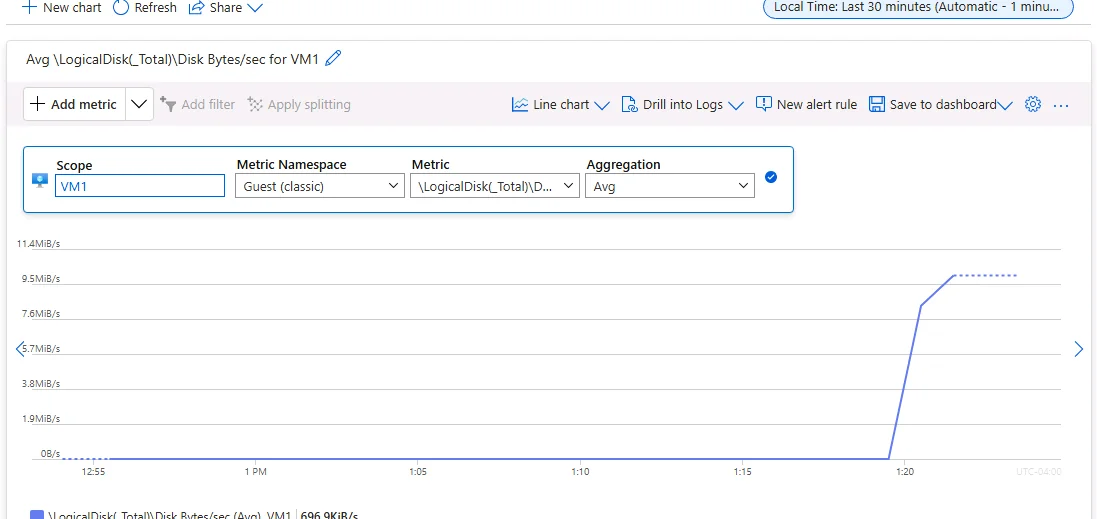 New chart Refresh Share Local Time: Last 30 minutes (Automatic - 1 minu...
Avg \LogicalDisk(_Total)\Disk Bytes/sec for VM1
Add metric Add filter Apply splitting Line chart Drill into Logs New alert rule Save to dashboard ...
Scope Metric Namespace Metric Aggregation
VM1 Guest (classic) \LogicalDisk(_Total)\D... Avg
11.4MiB/s
9.5MiB/s
7.6MiB/s
5.7MiB/s
3.8MiB/s
1.9MiB/s
0B/s
12:55 1 PM 1:05 1:10 1:15 1:20 UTC-04:00
\LogicalDisk(_Total)\Disk Bytes/sec (Avg), VM1 | 696.9KiB/s